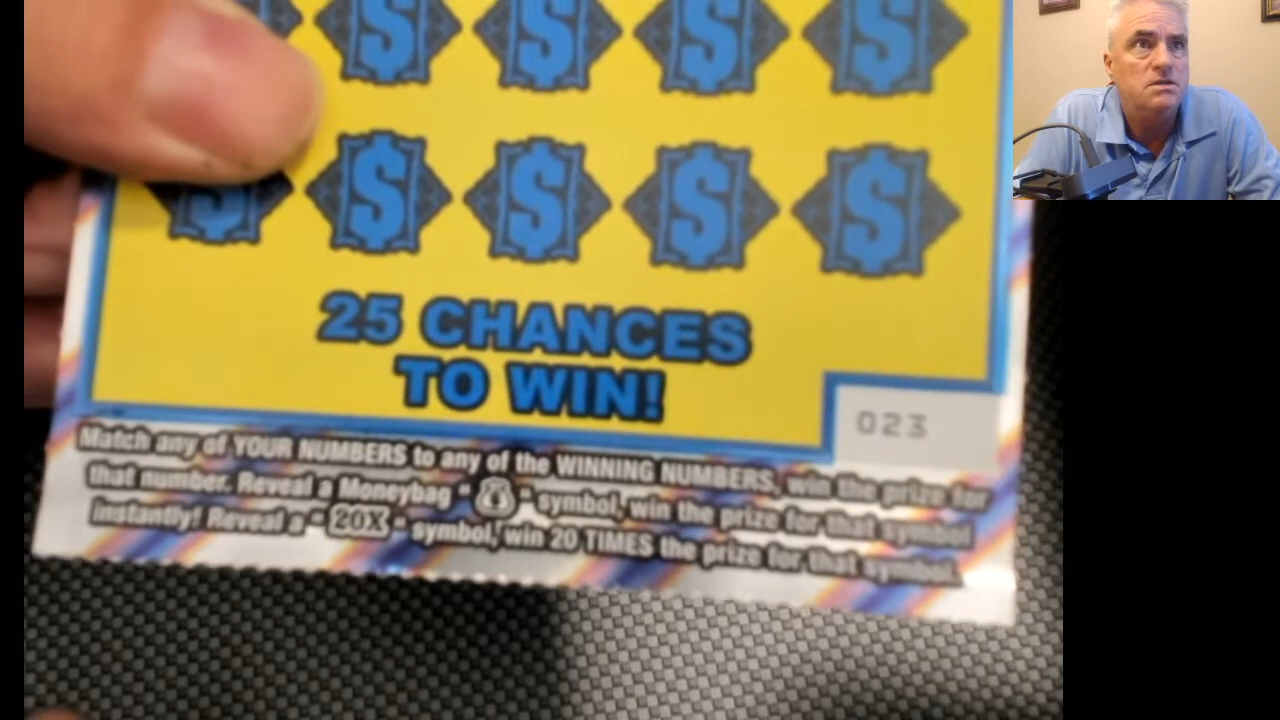 $ $ $ $
$ $ $ $ $
25 CHANCES
TO WIN!
023
Match any of YOUR NUMBERS to any of the WINNING NUMBERS, win the prize for
that number. Reveal a Moneybag " " symbol, win the prize for that symbol
instantly! Reveal a "20X" symbol, win 20 TIMES the prize for that symbol.